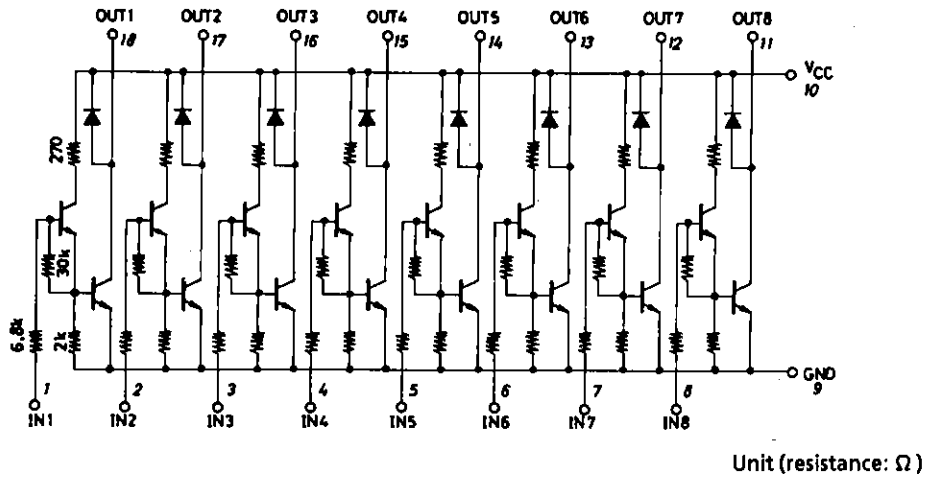 OUT1 OUT2 OUT3 OUT4 OUT5 OUT6 OUT7 OUT8
18 17 16 15 14 13 12 11
VCC
10
270
30k
6.8k 2k
GND
9
1 2 3 4 5 6 7 8
IN1 IN2 IN3 IN4 IN5 IN6 IN7 IN8
Unit (resistance: Ω)